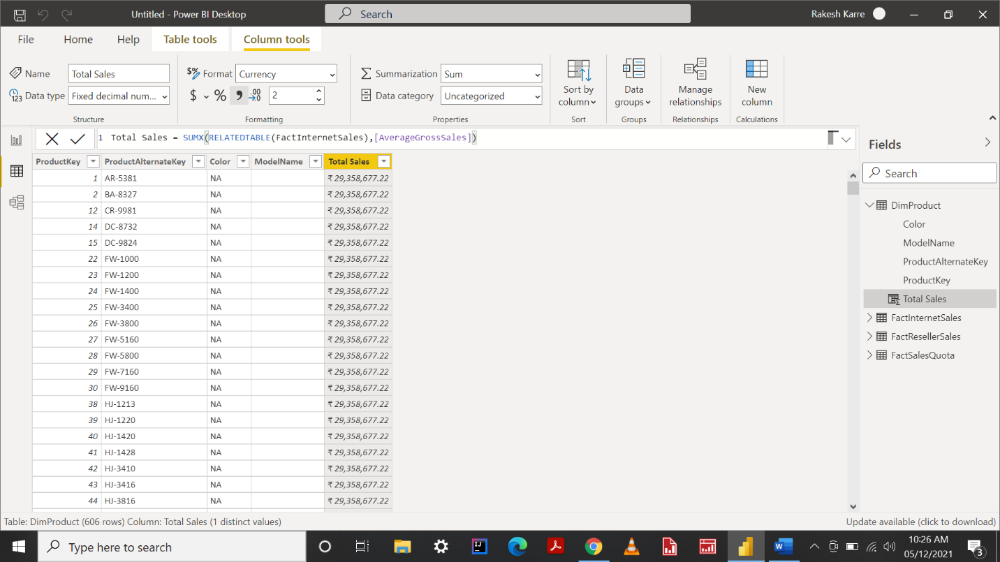 Untitled - Power BI Desktop
Search
Rakesh Karre
File Home Help Table tools Column tools
Name Total Sales
Data type Fixed decimal num...
Structure
$% Format Currency
$ % , .00 2
Formatting
Σ Summarization Sum
Data category Uncategorized
Properties
Sort by column
Sort
Data groups
Groups
Manage relationships
Relationships
New column
Calculations
1 Total Sales = SUMX(RELATEDTABLE(FactInternetSales),[AverageGrossSales])
ProductKey ProductAlternateKey Color ModelName Total Sales
1 AR-5381 NA ₹ 29,358,677.22
2 BA-8327 NA ₹ 29,358,677.22
12 CR-9981 NA ₹ 29,358,677.22
14 DC-8732 NA ₹ 29,358,677.22
15 DC-9824 NA ₹ 29,358,677.22
22 FW-1000 NA ₹ 29,358,677.22
23 FW-1200 NA ₹ 29,358,677.22
24 FW-1400 NA ₹ 29,358,677.22
25 FW-3400 NA ₹ 29,358,677.22
26 FW-3800 NA ₹ 29,358,677.22
27 FW-5160 NA ₹ 29,358,677.22
28 FW-5800 NA ₹ 29,358,677.22
29 FW-7160 NA ₹ 29,358,677.22
30 FW-9160 NA ₹ 29,358,677.22
38 HJ-1213 NA ₹ 29,358,677.22
39 HJ-1220 NA ₹ 29,358,677.22
40 HJ-1420 NA ₹ 29,358,677.22
41 HJ-1428 NA ₹ 29,358,677.22
42 HJ-3410 NA ₹ 29,358,677.22
43 HJ-3416 NA ₹ 29,358,677.22
44 HJ-3816 NA ₹ 29,358,677.22
Fields
Search
DimProduct
Color
ModelName
ProductAlternateKey
ProductKey
Total Sales
FactInternetSales
FactResellerSales
FactSalesQuota
Table: DimProduct (606 rows) Column: Total Sales (1 distinct values)
Update available (click to download)
Type here to search
10:26 AM
05/12/2021
3